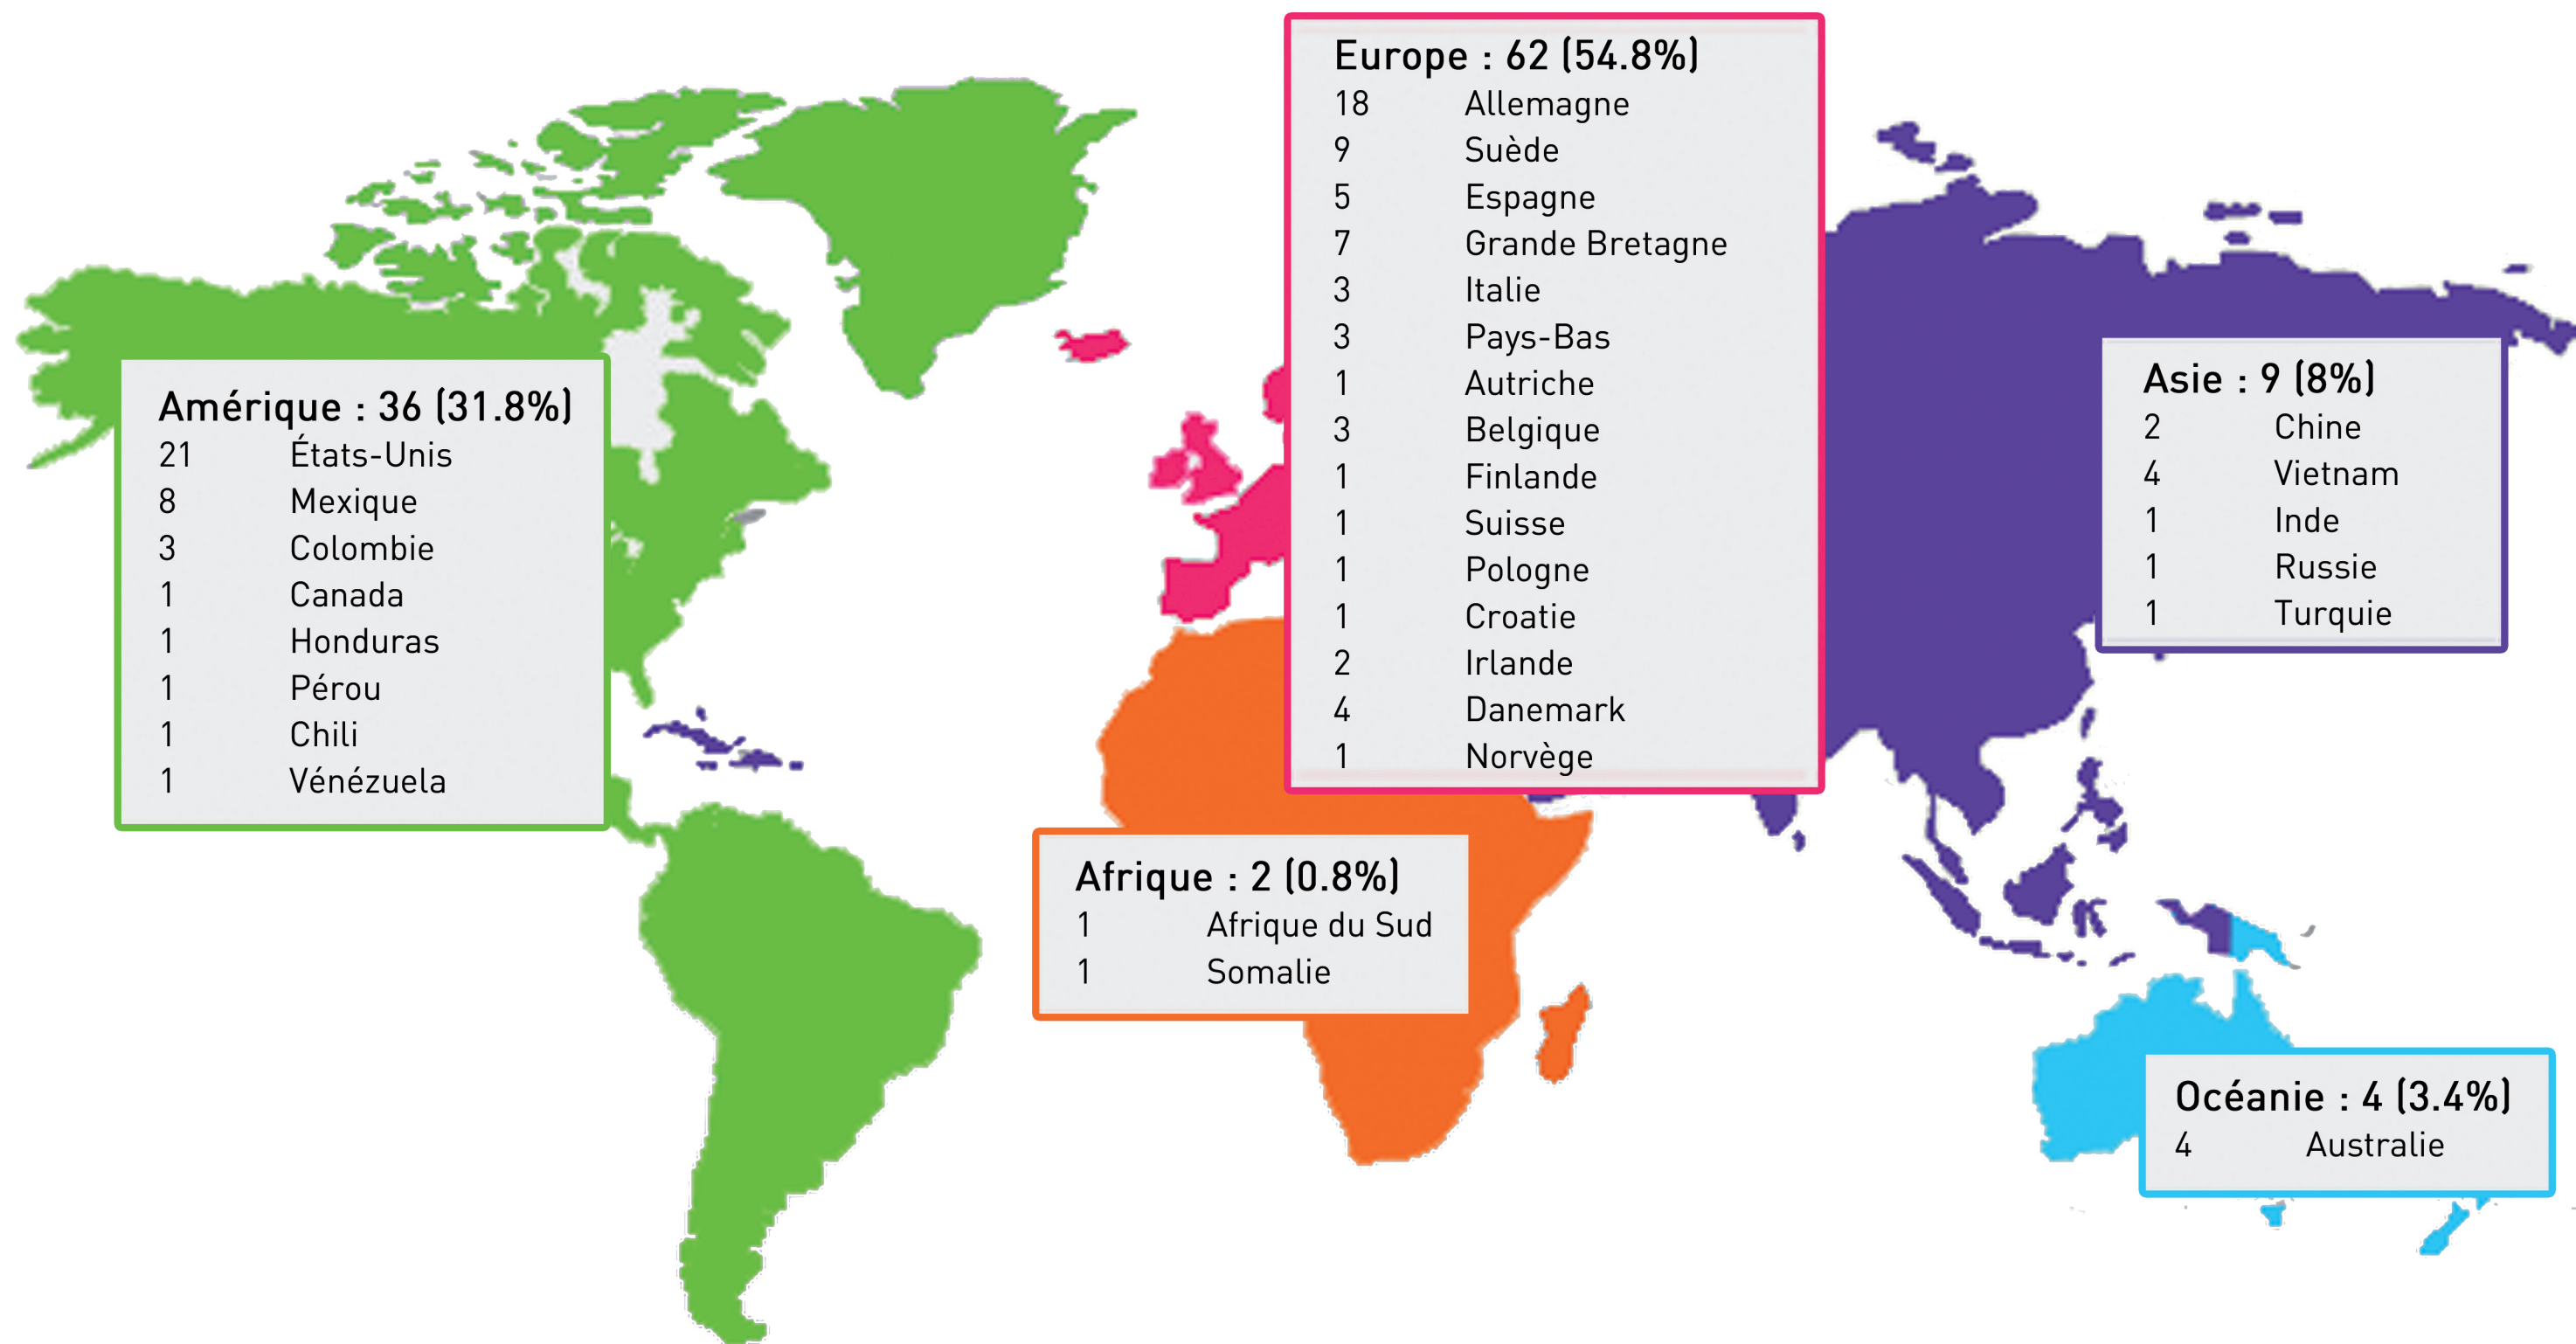 Amérique : 36 (31.8%)
21 États-Unis
8 Mexique
3 Colombie
1 Canada
1 Honduras
1 Pérou
1 Chili
1 Vénézuela
Europe : 62 (54.8%)
18 Allemagne
9 Suède
5 Espagne
7 Grande Bretagne
3 Italie
3 Pays-Bas
1 Autriche
3 Belgique
1 Finlande
1 Suisse
1 Pologne
1 Croatie
2 Irlande
4 Danemark
1 Norvège
Asie : 9 (8%)
2 Chine
4 Vietnam
1 Inde
1 Russie
1 Turquie
Afrique : 2 (0.8%)
1 Afrique du Sud
1 Somalie
Océanie : 4 (3.4%)
4 Australie